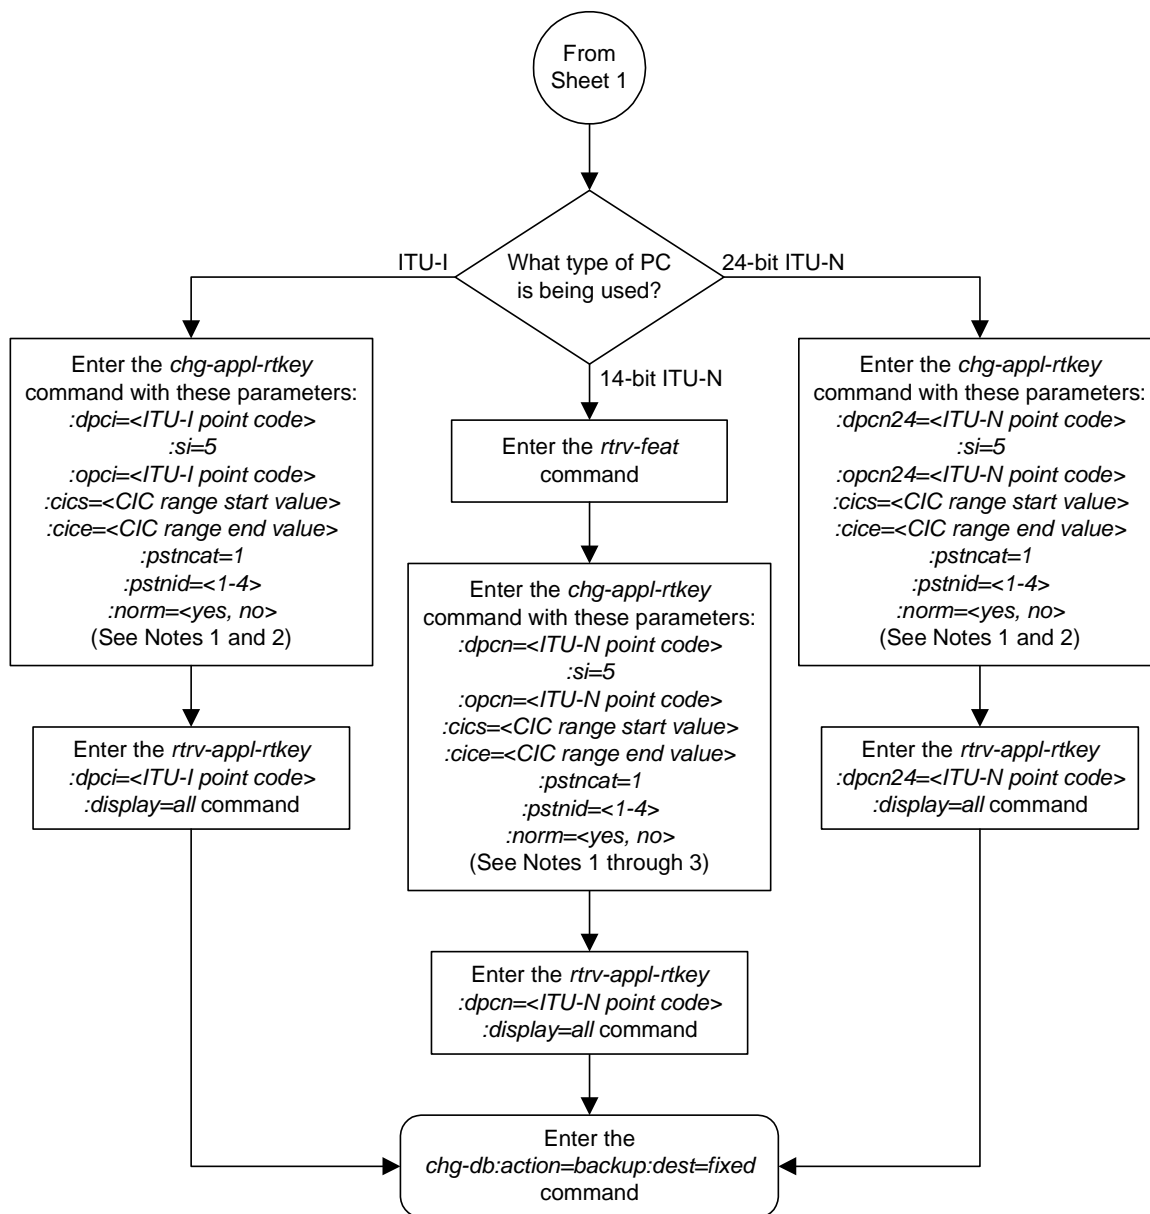 From
Sheet 1
What type of PC
is being used?
ITU-I
24-bit ITU-N
14-bit ITU-N
Enter the chg-appl-rtkey
command with these parameters:
:dpci=<ITU-I point code>
:si=5
:opci=<ITU-I point code>
:cics=<CIC range start value>
:cice=<CIC range end value>
:pstncat=1
:pstnid=<1-4>
:norm=<yes, no>
(See Notes 1 and 2)
Enter the rtrv-appl-rtkey
:dpci=<ITU-I point code>
:display=all command
Enter the rtrv-feat
command
Enter the chg-appl-rtkey
command with these parameters:
:dpcn=<ITU-N point code>
:si=5
:opcn=<ITU-N point code>
:cics=<CIC range start value>
:cice=<CIC range end value>
:pstncat=1
:pstnid=<1-4>
:norm=<yes, no>
(See Notes 1 through 3)
Enter the rtrv-appl-rtkey
:dpcn=<ITU-N point code>
:display=all command
Enter the chg-appl-rtkey
command with these parameters:
:dpcn24=<ITU-N point code>
:si=5
:opcn24=<ITU-N point code>
:cics=<CIC range start value>
:cice=<CIC range end value>
:pstncat=1
:pstnid=<1-4>
:norm=<yes, no>
(See Notes 1 and 2)
Enter the rtrv-appl-rtkey
:dpcn24=<ITU-N point code>
:display=all command
Enter the
chg-db:action=backup:dest=fixed
command